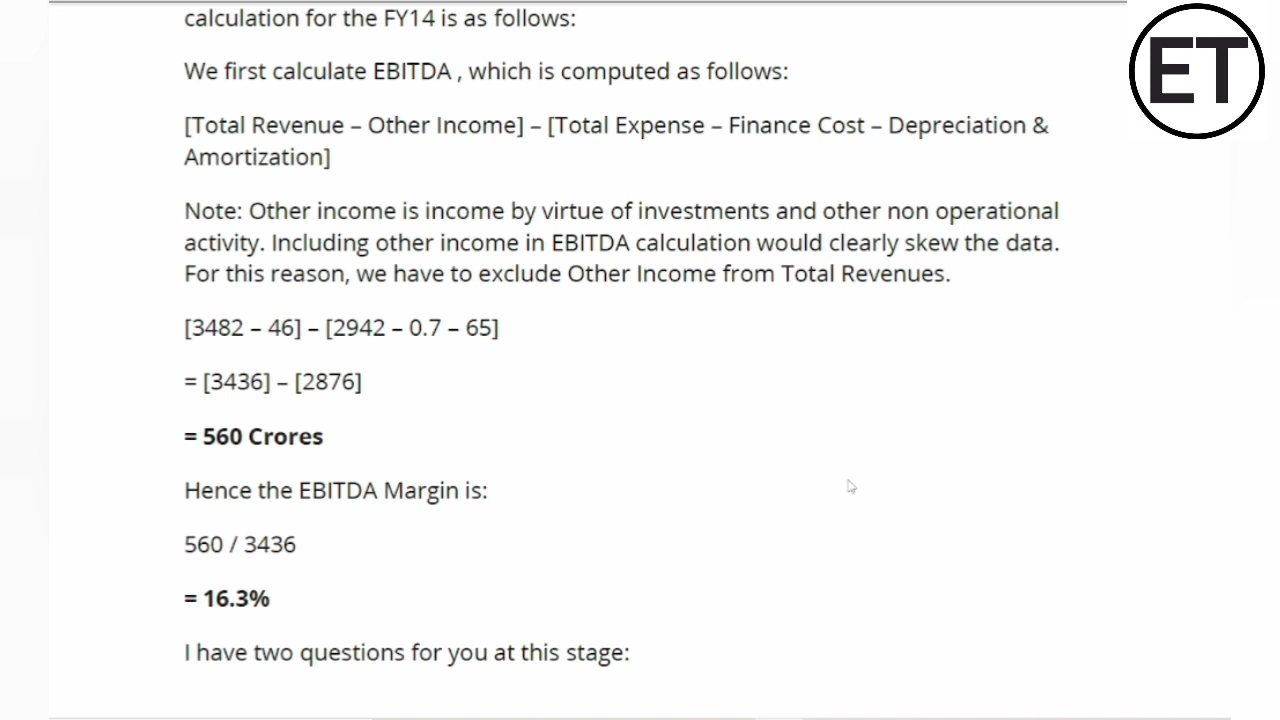 calculation for the FY14 is as follows:
ET
We first calculate EBITDA , which is computed as follows:
[Total Revenue – Other Income] – [Total Expense – Finance Cost – Depreciation &
Amortization]
Note: Other income is income by virtue of investments and other non operational
activity. Including other income in EBITDA calculation would clearly skew the data.
For this reason, we have to exclude Other Income from Total Revenues.
[3482 – 46] – [2942 – 0.7 – 65]
= [3436] – [2876]
= 560 Crores
Hence the EBITDA Margin is:
560 / 3436
= 16.3%
I have two questions for you at this stage: